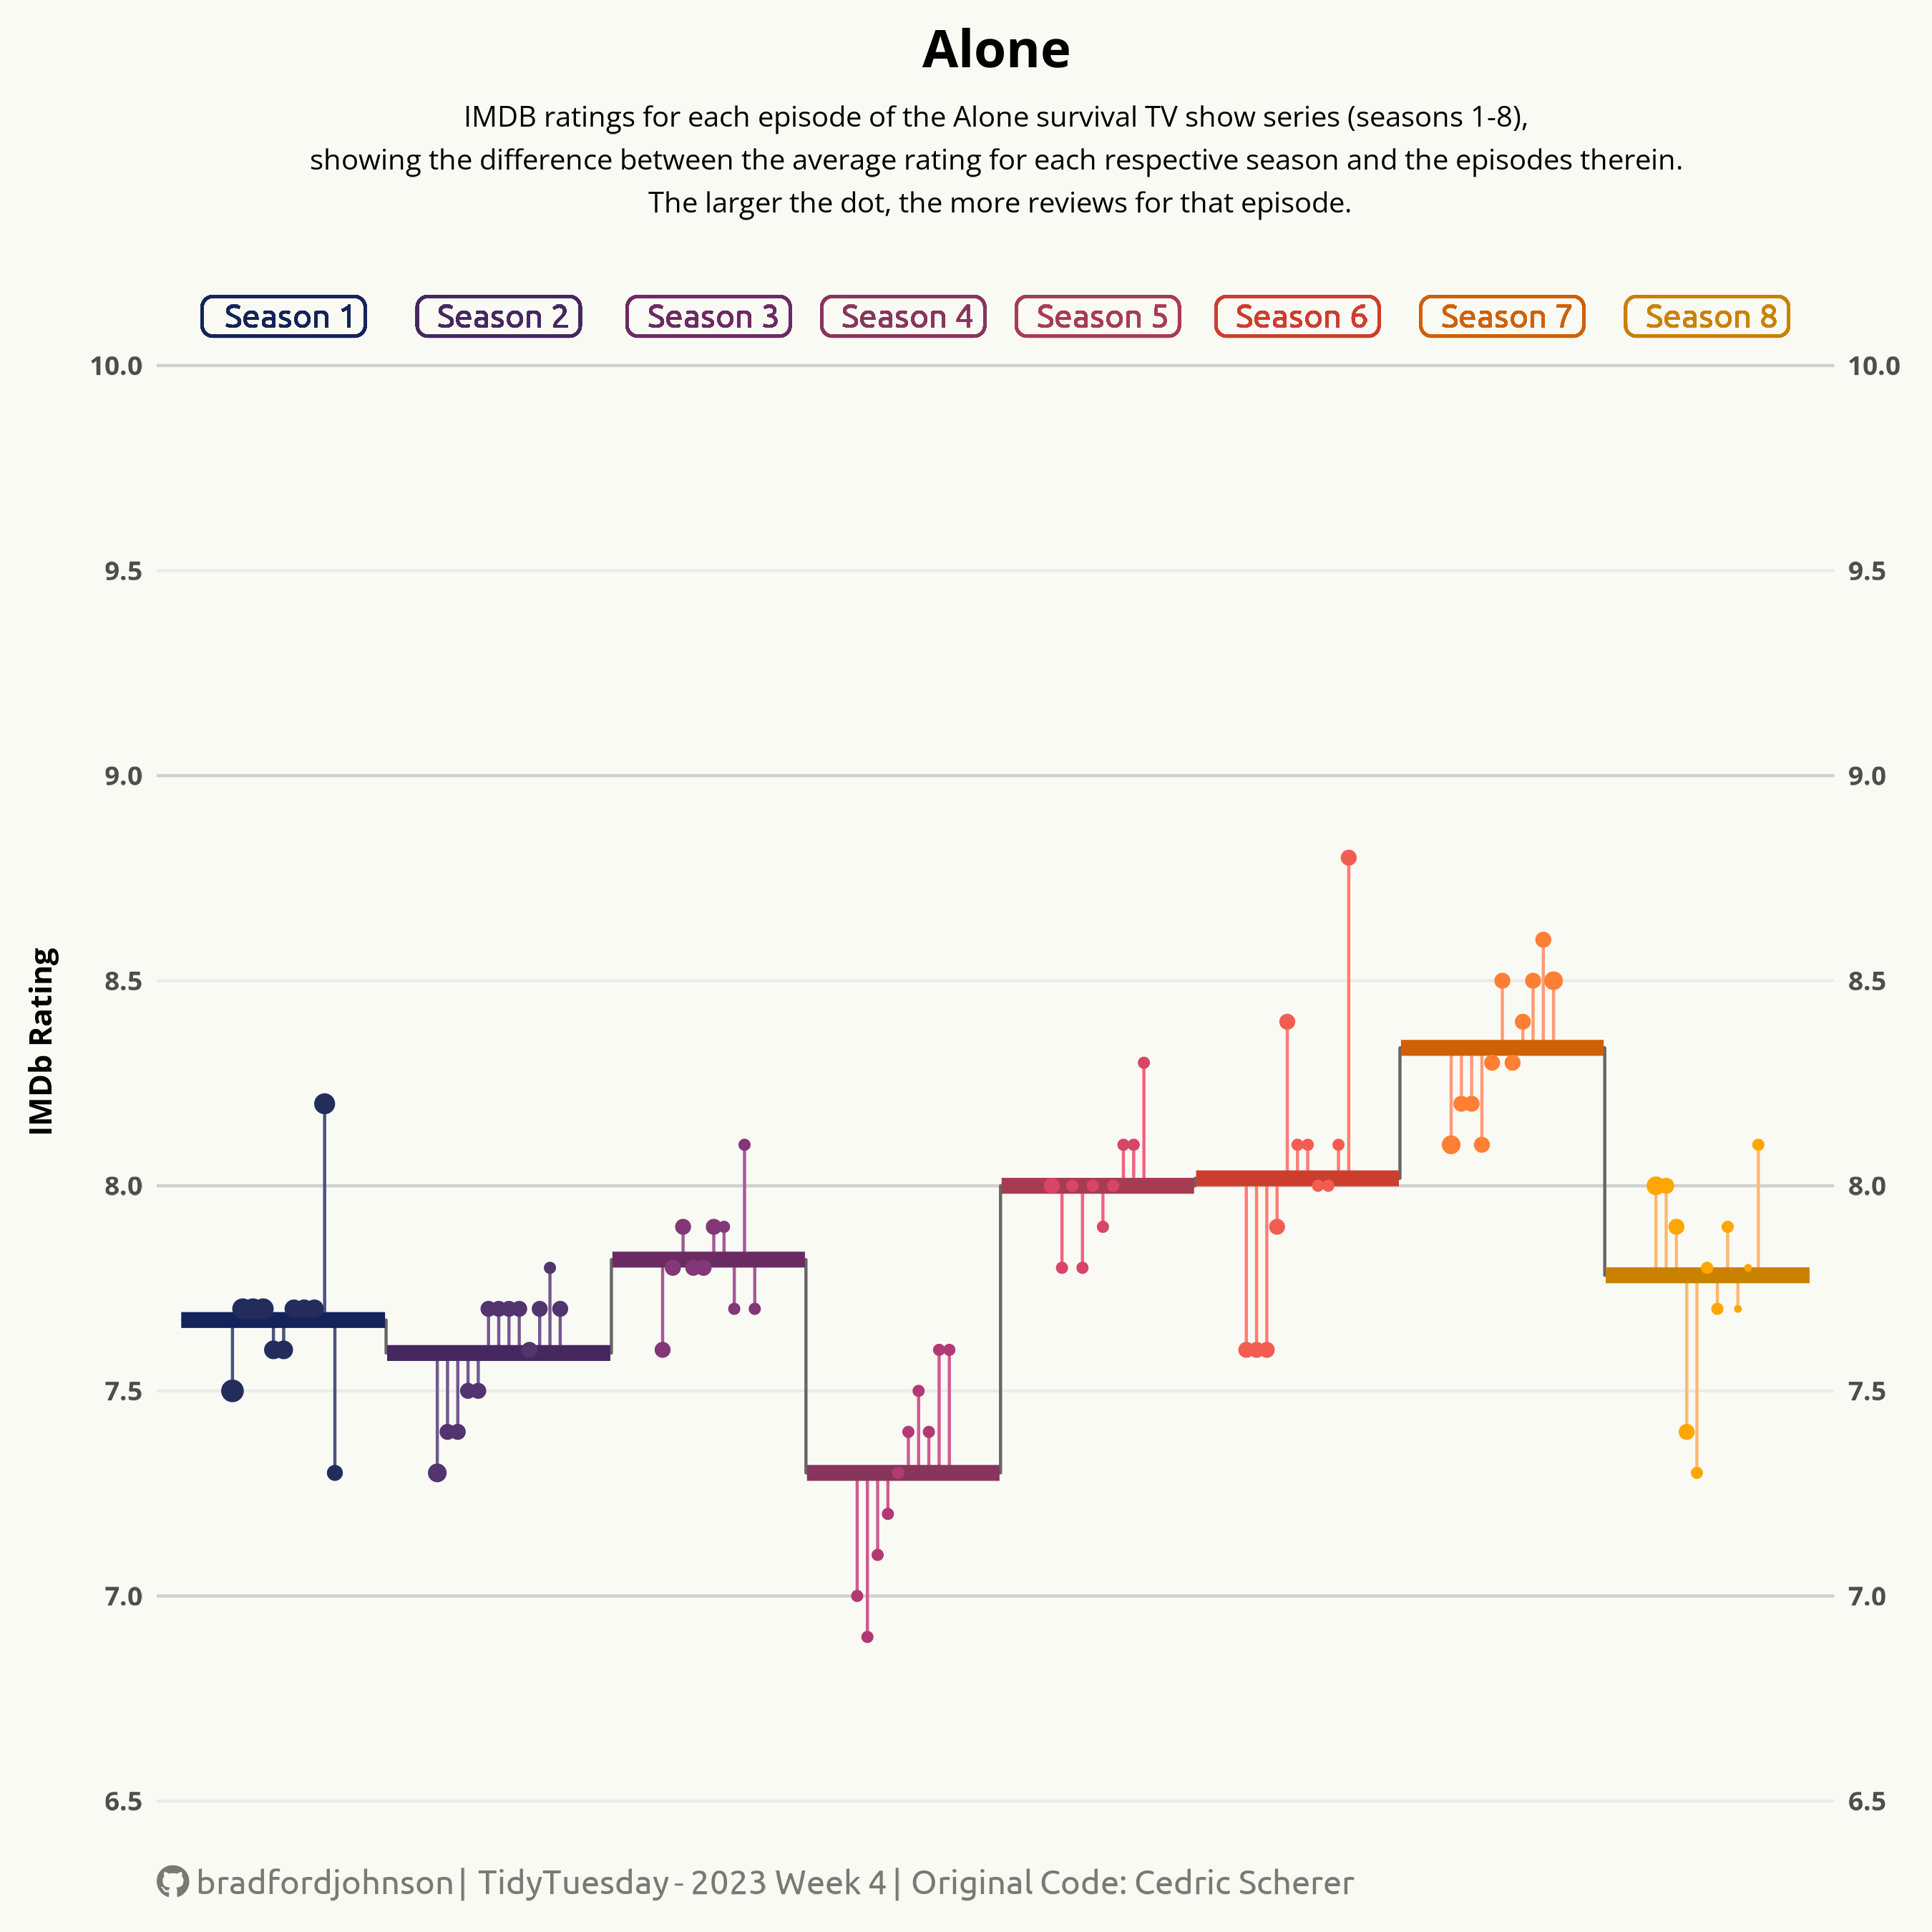 Alone
IMDB ratings for each episode of the Alone survival TV show series (seasons 1-8),
showing the difference between the average rating for each respective season and the episodes therein.
The larger the dot, the more reviews for that episode.
Season 1
Season 2
Season 3
Season 4
Season 5
Season 6
Season 7
Season 8
10.0
10.0
9.5
9.5
9.0
9.0
8.5
8.5
IMDb Rating
8.0
8.0
7.5
7.5
7.0
7.0
6.5
6.5
bradfordjohnson| TidyTuesday - 2023 Week 4| Original Code: Cedric Scherer